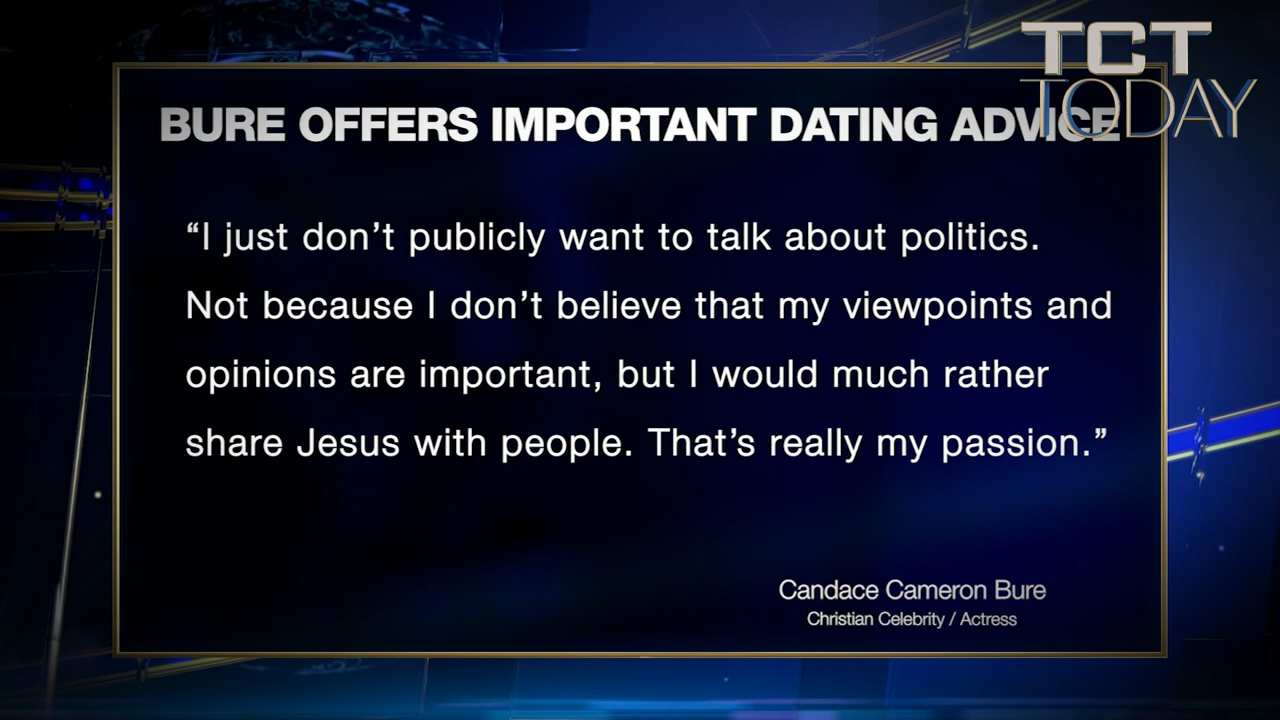 TCT
TODAY
BURE OFFERS IMPORTANT DATING ADVICE
“I just don’t publicly want to talk about politics.
Not because I don’t believe that my viewpoints and
opinions are important, but I would much rather
share Jesus with people. That’s really my passion.”
Candace Cameron Bure
Christian Celebrity / Actress